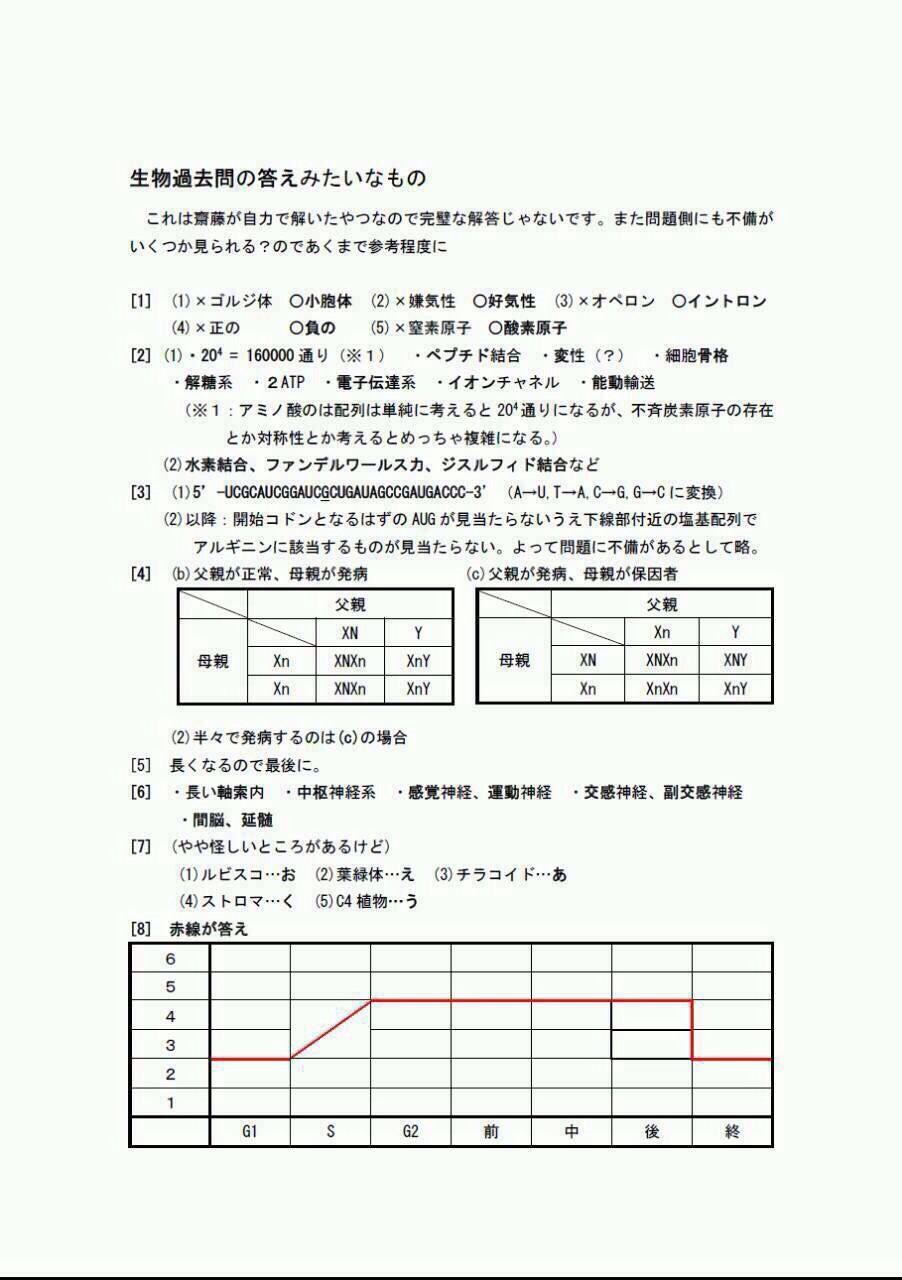 生物過去問の答えみたいなもの
これは齋藤が自力で解いたやつなので完璧な解答じゃないです。また問題側にも不備が
いくつか見られる？のであくまで参考程度に
[1] (1)×ゴルジ体 〇小胞体 (2)×嫌気性 〇好気性 (3)×オペロン 〇イントロン
(4)×正の 〇負の (5)×窒素原子 〇酸素原子
[2] (1)・20⁴ = 160000通り（※１） ・ペプチド結合 ・変性（？） ・細胞骨格
・解糖系 ・２ATP ・電子伝達系 ・イオンチャネル ・能動輸送
（※１：アミノ酸のは配列は単純に考えると20⁴通りになるが、不斉炭素原子の存在
とか対称性とか考えるとめっちゃ複雑になる。）
(2)水素結合、ファンデルワールス力、ジスルフィド結合など
[3] (1)5’-UCGCAUCGGAUCGCUGAUAGCCGAUGACCC-3’ （A→U, T→A, C→G, G→Cに変換）
(2)以降：開始コドンとなるはずのAUGが見当たらないうえ下線部付近の塩基配列で
アルギニンに該当するものが見当たらない。よって問題に不備があるとして略。
[4] (b)父親が正常、母親が発病 (c)父親が発病、母親が保因者
父親 父親
XN Y Xn Y
母親 Xn XNXn XnY 母親 XN XNXn XNY
Xn XNXn XnY Xn XnXn XnY
(2)半々で発病するのは(c)の場合
[5] 長くなるので最後に。
[6] ・長い軸索内 ・中枢神経系 ・感覚神経、運動神経 ・交感神経、副交感神経
・間脳、延髄
[7] （やや怪しいところがあるけど）
(1)ルビスコ…お (2)葉緑体…え (3)チラコイド…あ
(4)ストロマ…く (5)C4植物…う
[8] 赤線が答え
6
5
4
3
2
1
G1 S G2 前 中 後 終